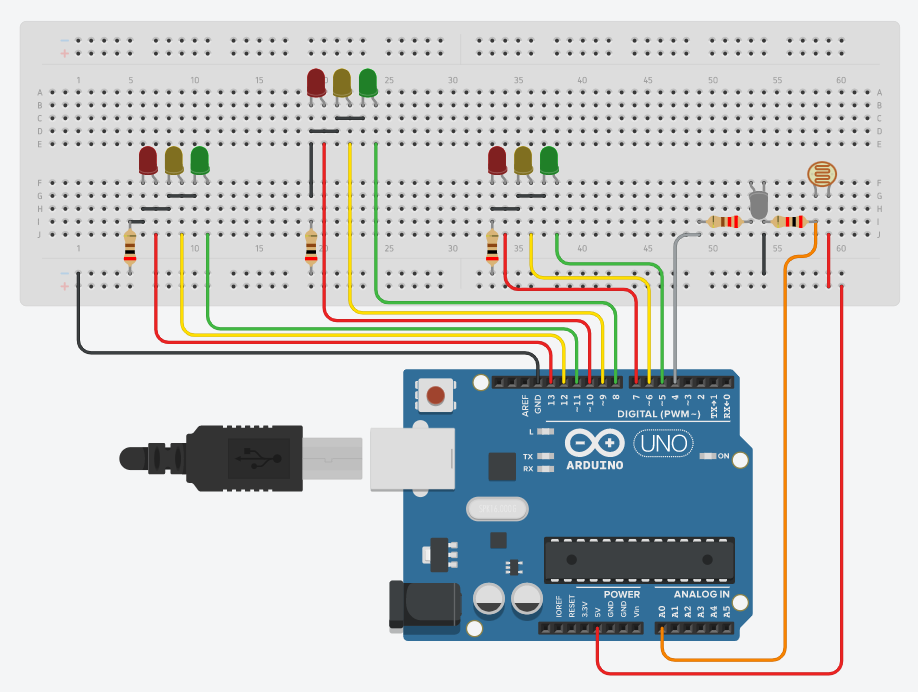 1 5 10 15 20 25 30 35 40 45 50 55 60
A A
B B
C C
D D
E E
F F
G G
H H
I I
J J
1 5 10 15 20 25 30 35 40 45 50 55 60
AREF GND 13 12 ~11 ~10 ~9 8 7 ~6 ~5 4 ~3 2 TX→1 RX←0
DIGITAL (PWM~)
L
TX
RX
ARDUINO
UNO
ON
POWER
ANALOG IN
IOREF RESET 3.3V 5V GND GND Vin A0 A1 A2 A3 A4 A5